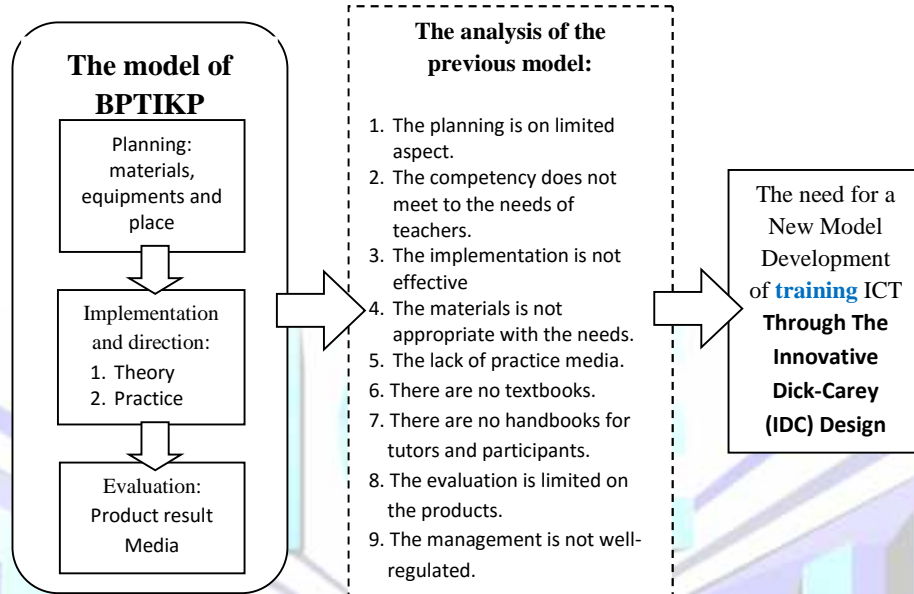 The model of
BPTIKP
Planning:
materials,
equipments and
place
Implementation
and direction:
1. Theory
2. Practice
Evaluation:
Product result
Media
The analysis of the
previous model:
1. The planning is on limited
aspect.
2. The competency does not
meet to the needs of
teachers.
3. The implementation is not
effective
4. The materials is not
appropriate with the needs.
5. The lack of practice media.
6. There are no textbooks.
7. There are no handbooks for
tutors and participants.
8. The evaluation is limited on
the products.
9. The management is not well-
regulated.
The need for a
New Model
Development
of training ICT
Through The
Innovative
Dick-Carey
(IDC) Design